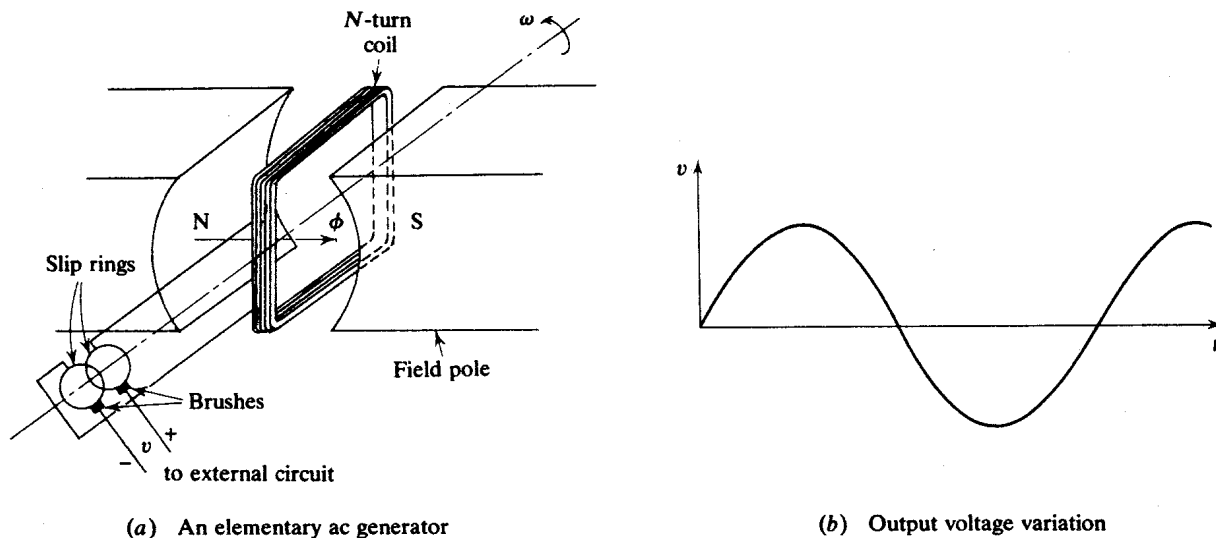 N-turn
coil
ω
N
ϕ
S
Slip rings
Field pole
Brushes
v
+
−
to external circuit
(a) An elementary ac generator
v
t
(b) Output voltage variation